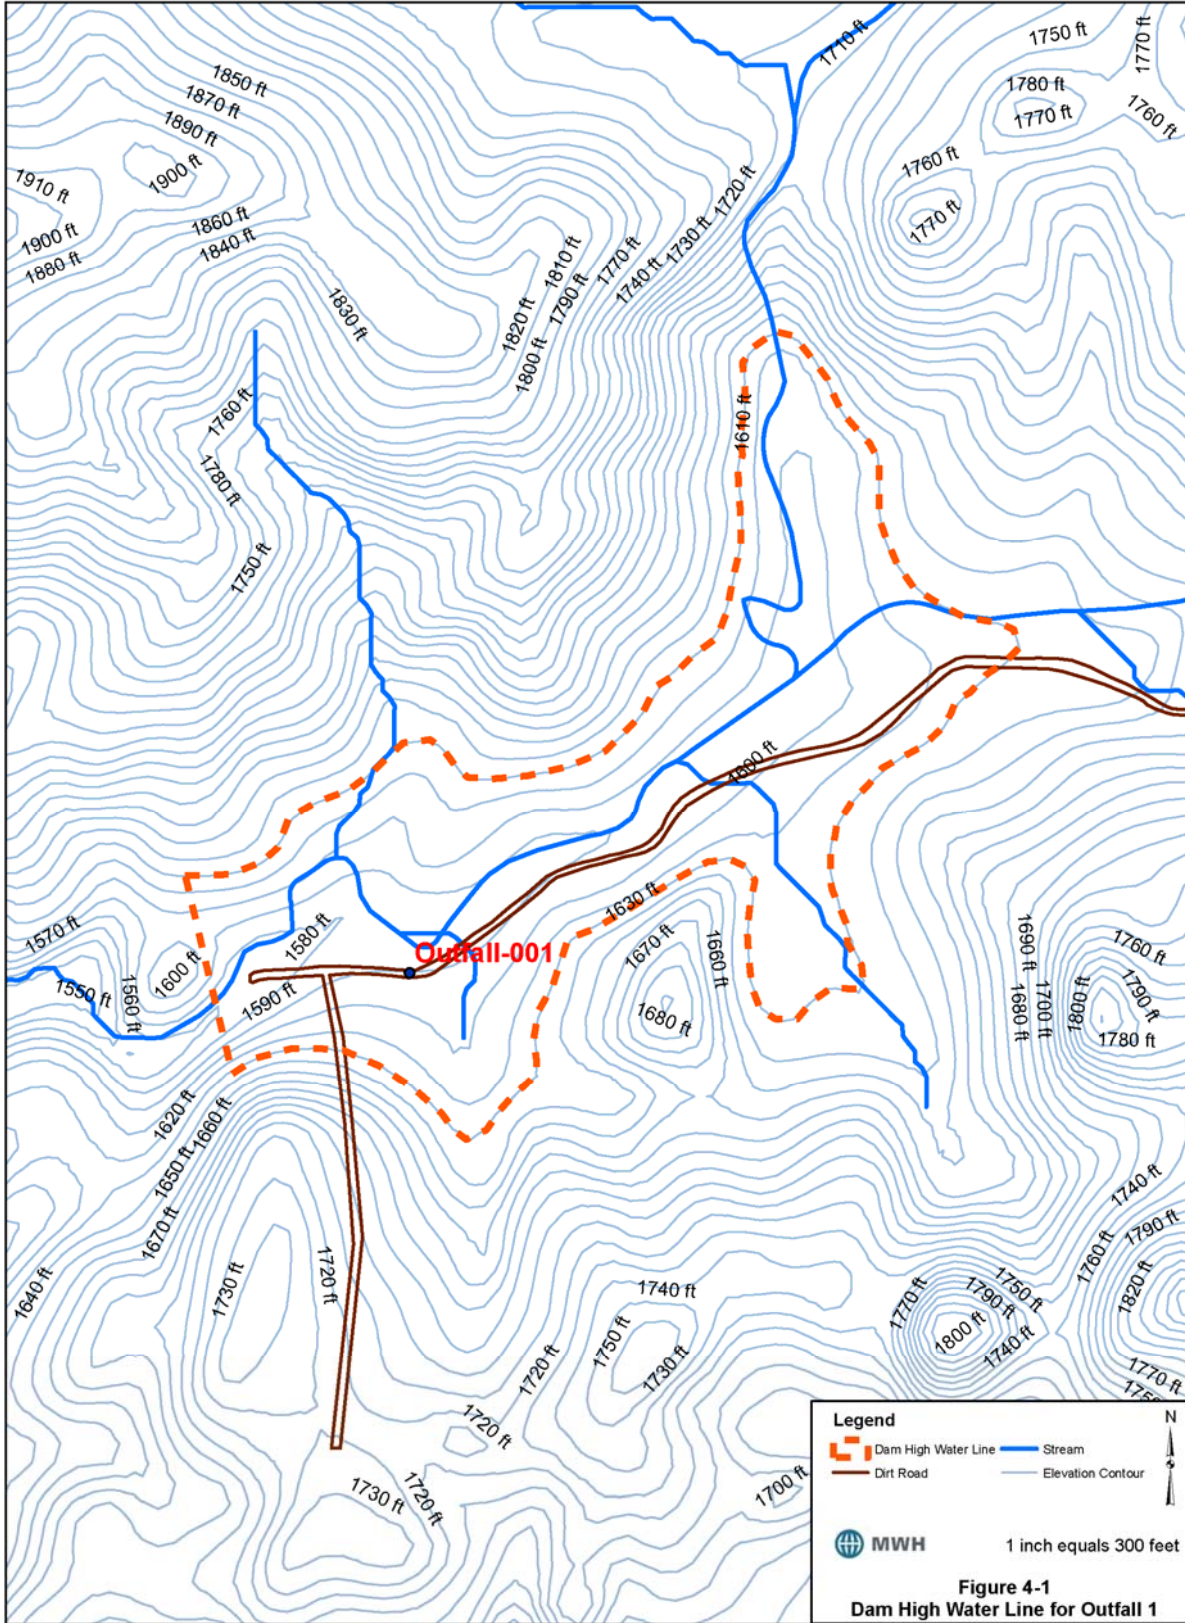 1710 ft
1750 ft
1770 ft
1850 ft
1870 ft
1780 ft
1770 ft
1760 ft
1890 ft
1900 ft
1760 ft
1910 ft
1720 ft
1860 ft
1770 ft
1900 ft
1840 ft
1730 ft
1880 ft
1810 ft
1770 ft
1740 ft
1790 ft
1830 ft
1820 ft
1800 ft
1760 ft
1610 ft
1780 ft
1750 ft
1600 ft
1630 ft
1570 ft
1580 ft
1670 ft
1660 ft
1690 ft
1760 ft
Outfall-001
1600 ft
1550 ft
1560 ft
1590 ft
1680 ft
1680 ft
1700 ft
1800 ft
1790 ft
1780 ft
1620 ft
1660 ft
1650 ft
1670 ft
1740 ft
1790 ft
1760 ft
1640 ft
1730 ft
1720 ft
1740 ft
1770 ft
1790 ft
1750 ft
1820 ft
1750 ft
1800 ft
1740 ft
1720 ft
1730 ft
1770 ft
1720 ft
1730 ft
1720 ft
1700 ft
Legend
N
Dam High Water Line
Stream
Dirt Road
Elevation Contour
MWH
1 inch equals 300 feet
Figure 4-1
Dam High Water Line for Outfall 1